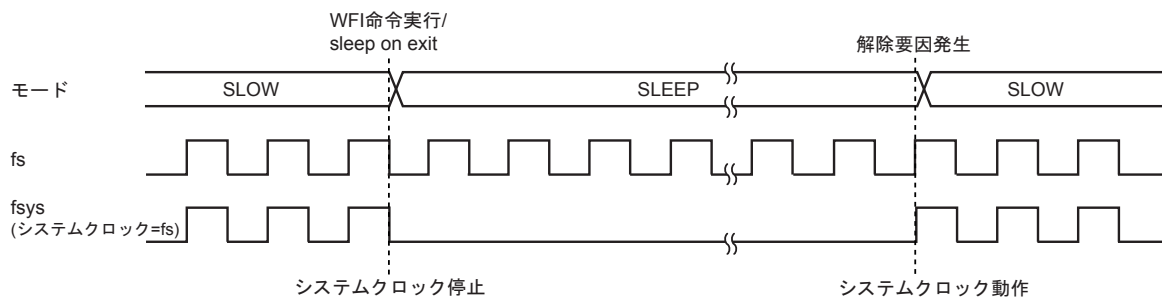 WFI命令実行/
sleep on exit
解除要因発生
モード
SLOW
SLEEP
SLOW
fs
fsys
(システムクロック=fs)
システムクロック停止
システムクロック動作